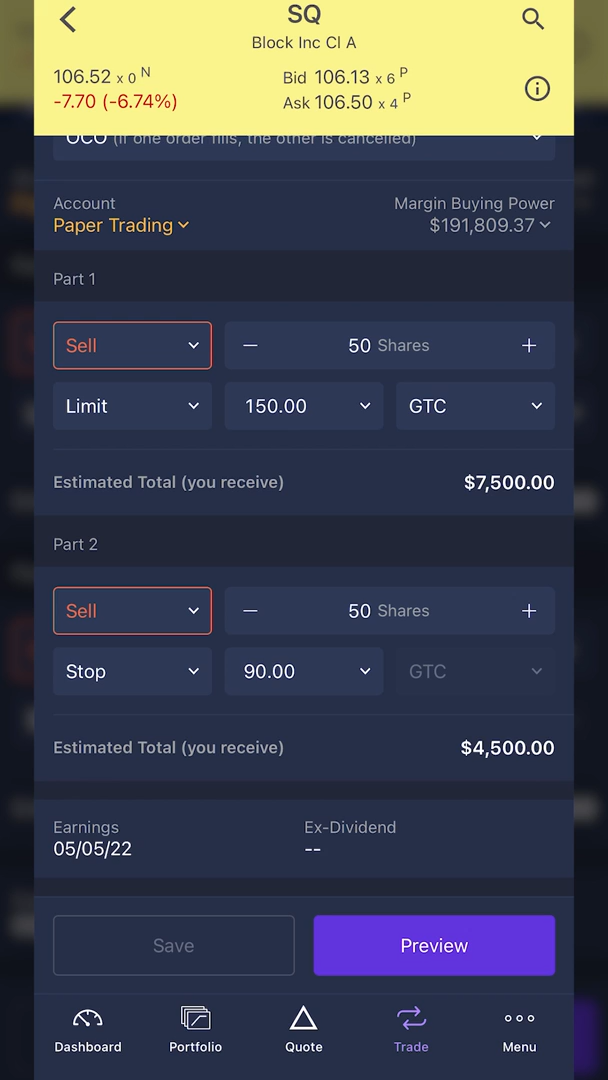 SQ
Block Inc Cl A
106.52 x 0 N
Bid 106.13 x 6 P
-7.70 (-6.74%)
Ask 106.50 x 4 P
OCO (if one order fills, the other is cancelled)
Account
Margin Buying Power
Paper Trading
$191,809.37
Part 1
Sell
50 Shares
Limit
150.00
GTC
Estimated Total (you receive)
$7,500.00
Part 2
Sell
50 Shares
Stop
90.00
GTC
Estimated Total (you receive)
$4,500.00
Earnings
Ex-Dividend
05/05/22
--
Save
Preview
Dashboard
Portfolio
Quote
Trade
Menu